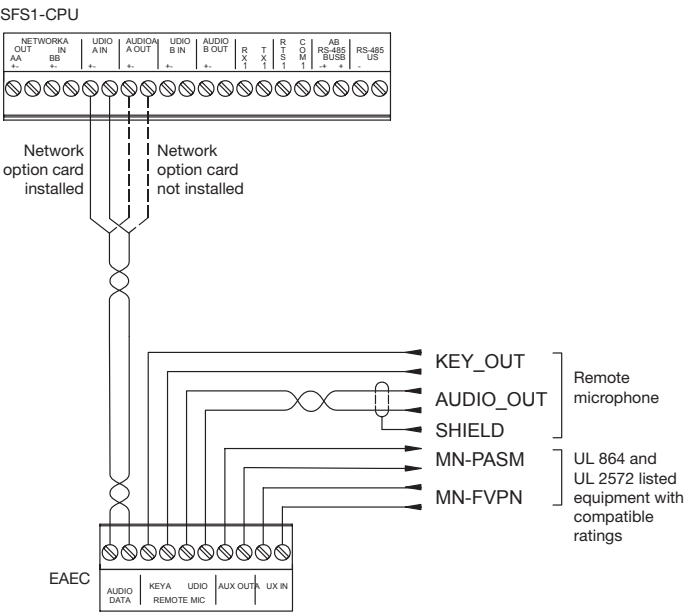 SFS1-CPU
NETWORKA
OUT IN
AA BB
+- +-
UDIO
A IN
+-
AUDIOA
A OUT
+-
UDIO
B IN
+-
AUDIO
B OUT
+-
R
X
1
T
X
1
R
T
S
1
C
O
M
1
AB
RS-485
BUSB
-+ +
RS-485
US
-
Network
option card
installed
Network
option card
not installed
KEY_OUT
AUDIO_OUT
SHIELD
Remote
microphone
MN-PASM
MN-FVPN
UL 864 and
UL 2572 listed
equipment with
compatible
ratings
EAEC
AUDIO
DATA
KEYA UDIO
REMOTE MIC
AUX OUTA
UX IN